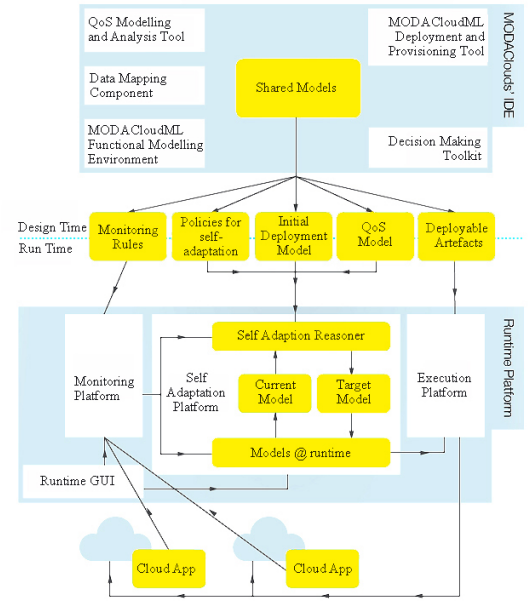 QoS Modelling
and Analysis Tool
MODACloudML
Deployment and
Provisioning Tool
MODAClouds' IDE
Data Mapping
Component
Shared Models
MODACloudML
Functional Modelling
Environment
Decision Making
Toolkit
Design Time
Run Time
Monitoring
Rules
Policies for
self-
adaptation
Initial
Deployment
Model
QoS
Model
Deployable
Artefacts
Runtime Platform
Monitoring
Platform
Self
Adaptation
Platform
Self Adaption Reasoner
Current
Model
Target
Model
Models @ runtime
Execution
Platform
Runtime GUI
Cloud App
Cloud App